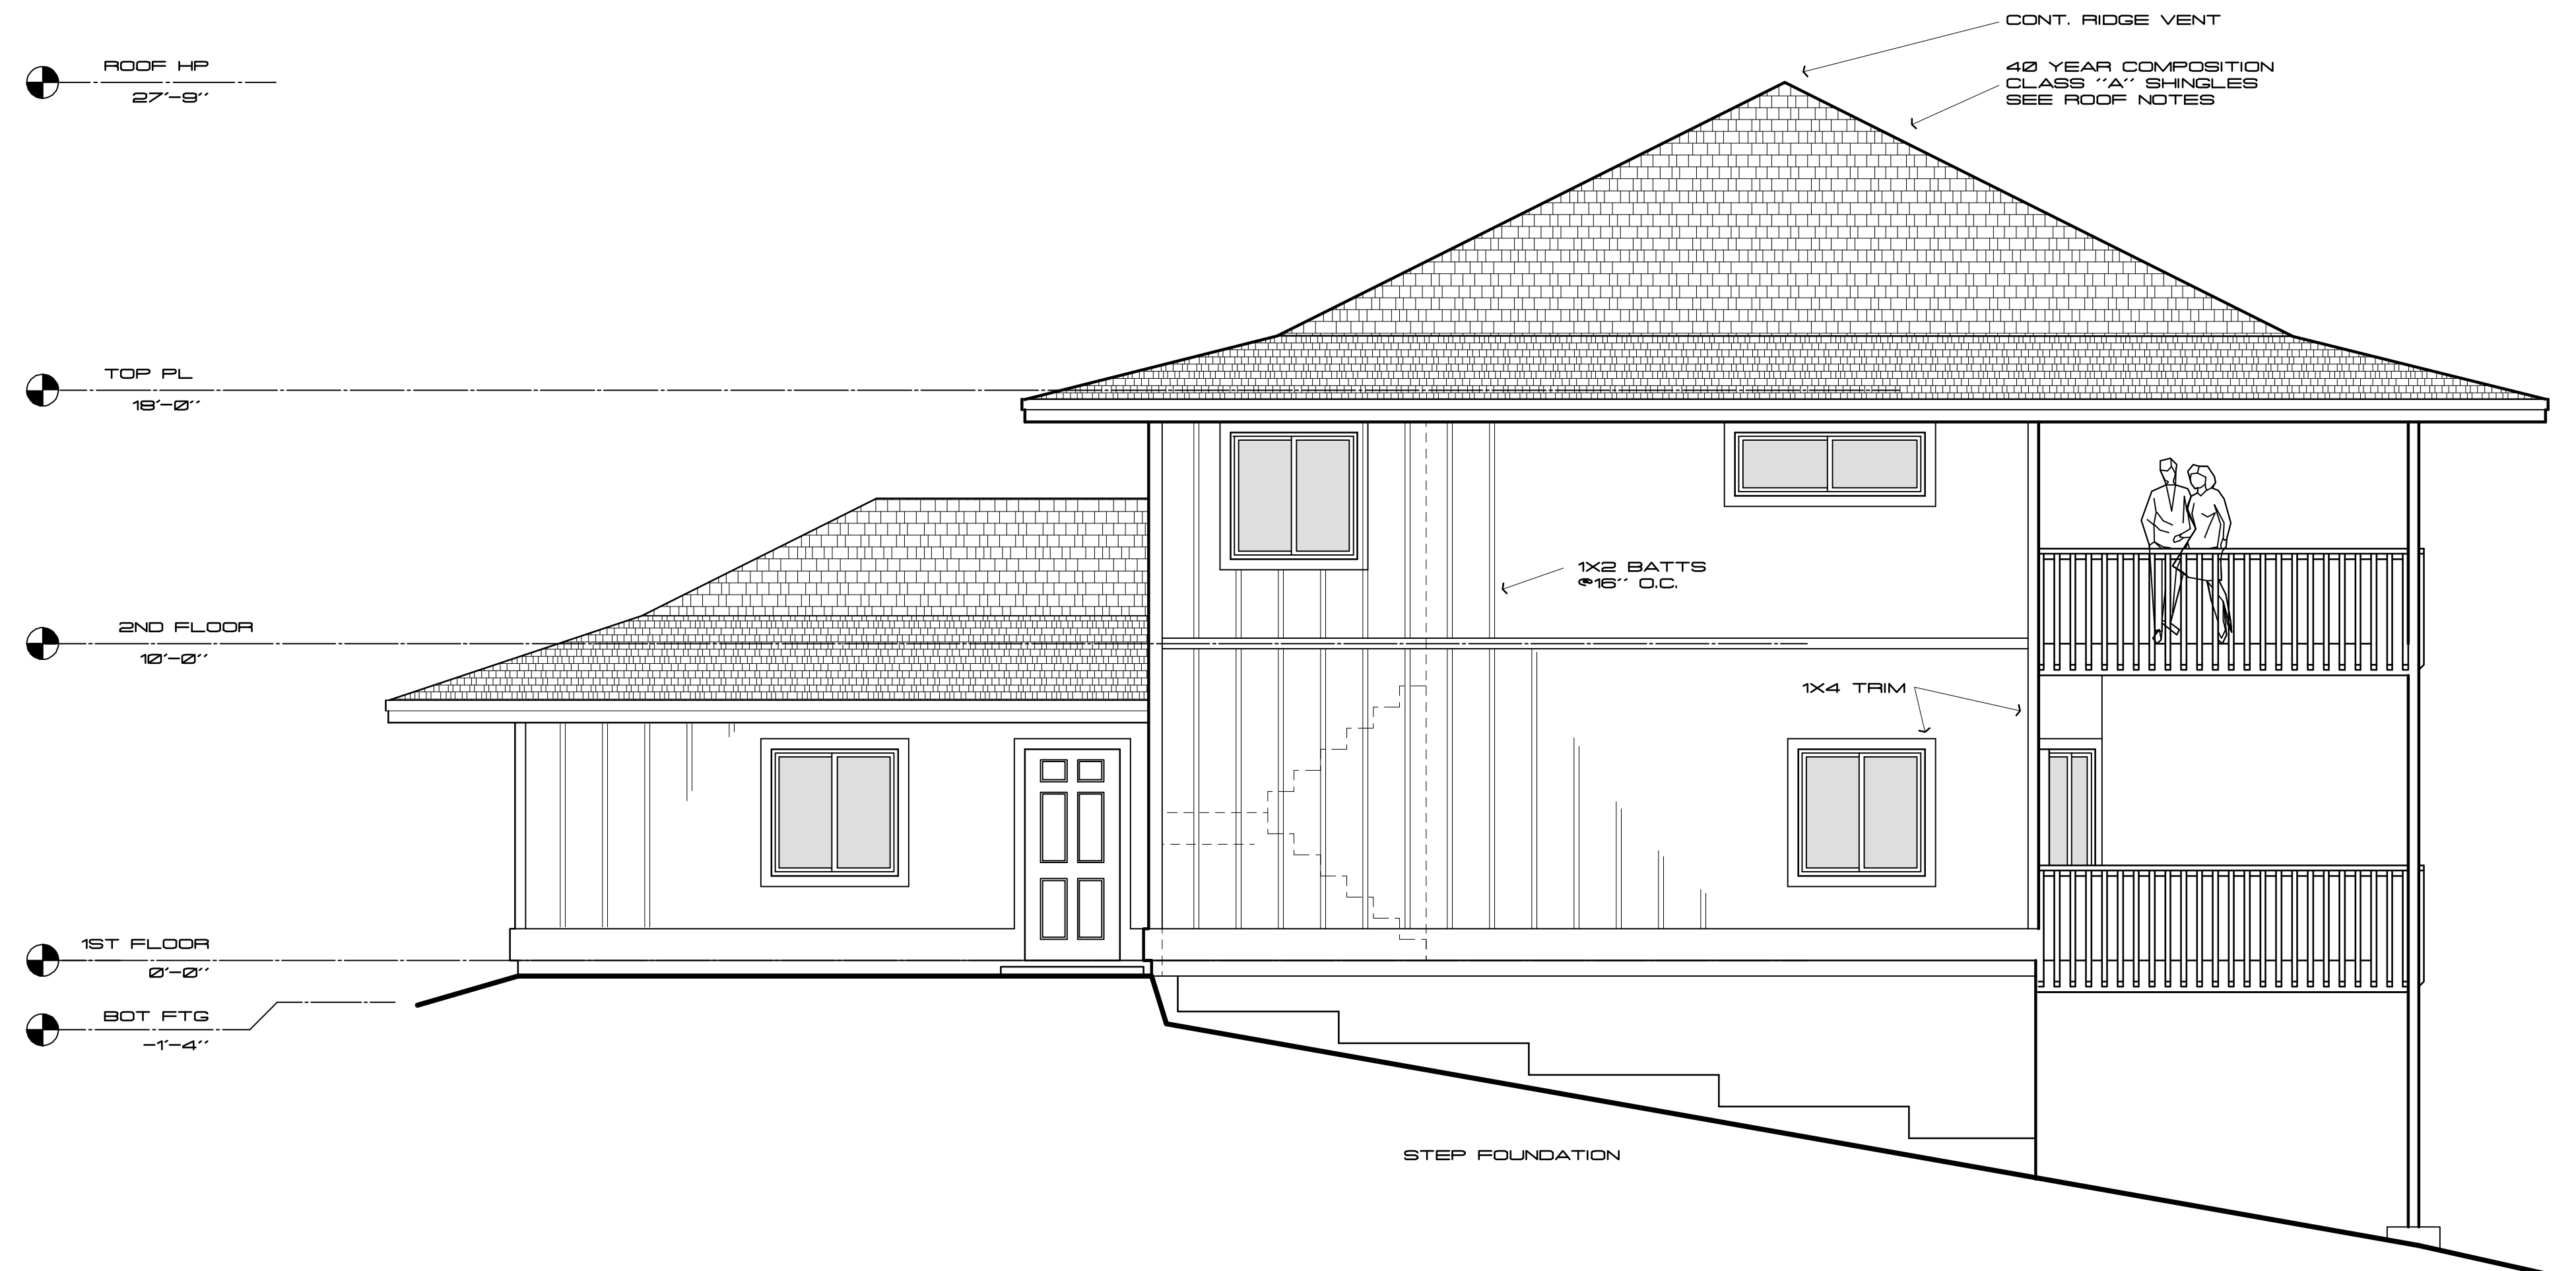 CONT. RIDGE VENT
ROOF HP
27'-9"
40 YEAR COMPOSITION
CLASS "A" SHINGLES
SEE ROOF NOTES
TOP PL
18'-0"
1X2 BATTS
@16" O.C.
2ND FLOOR
10'-0"
1X4 TRIM
1ST FLOOR
0'-0"
BOT FTG
-1'-4"
STEP FOUNDATION